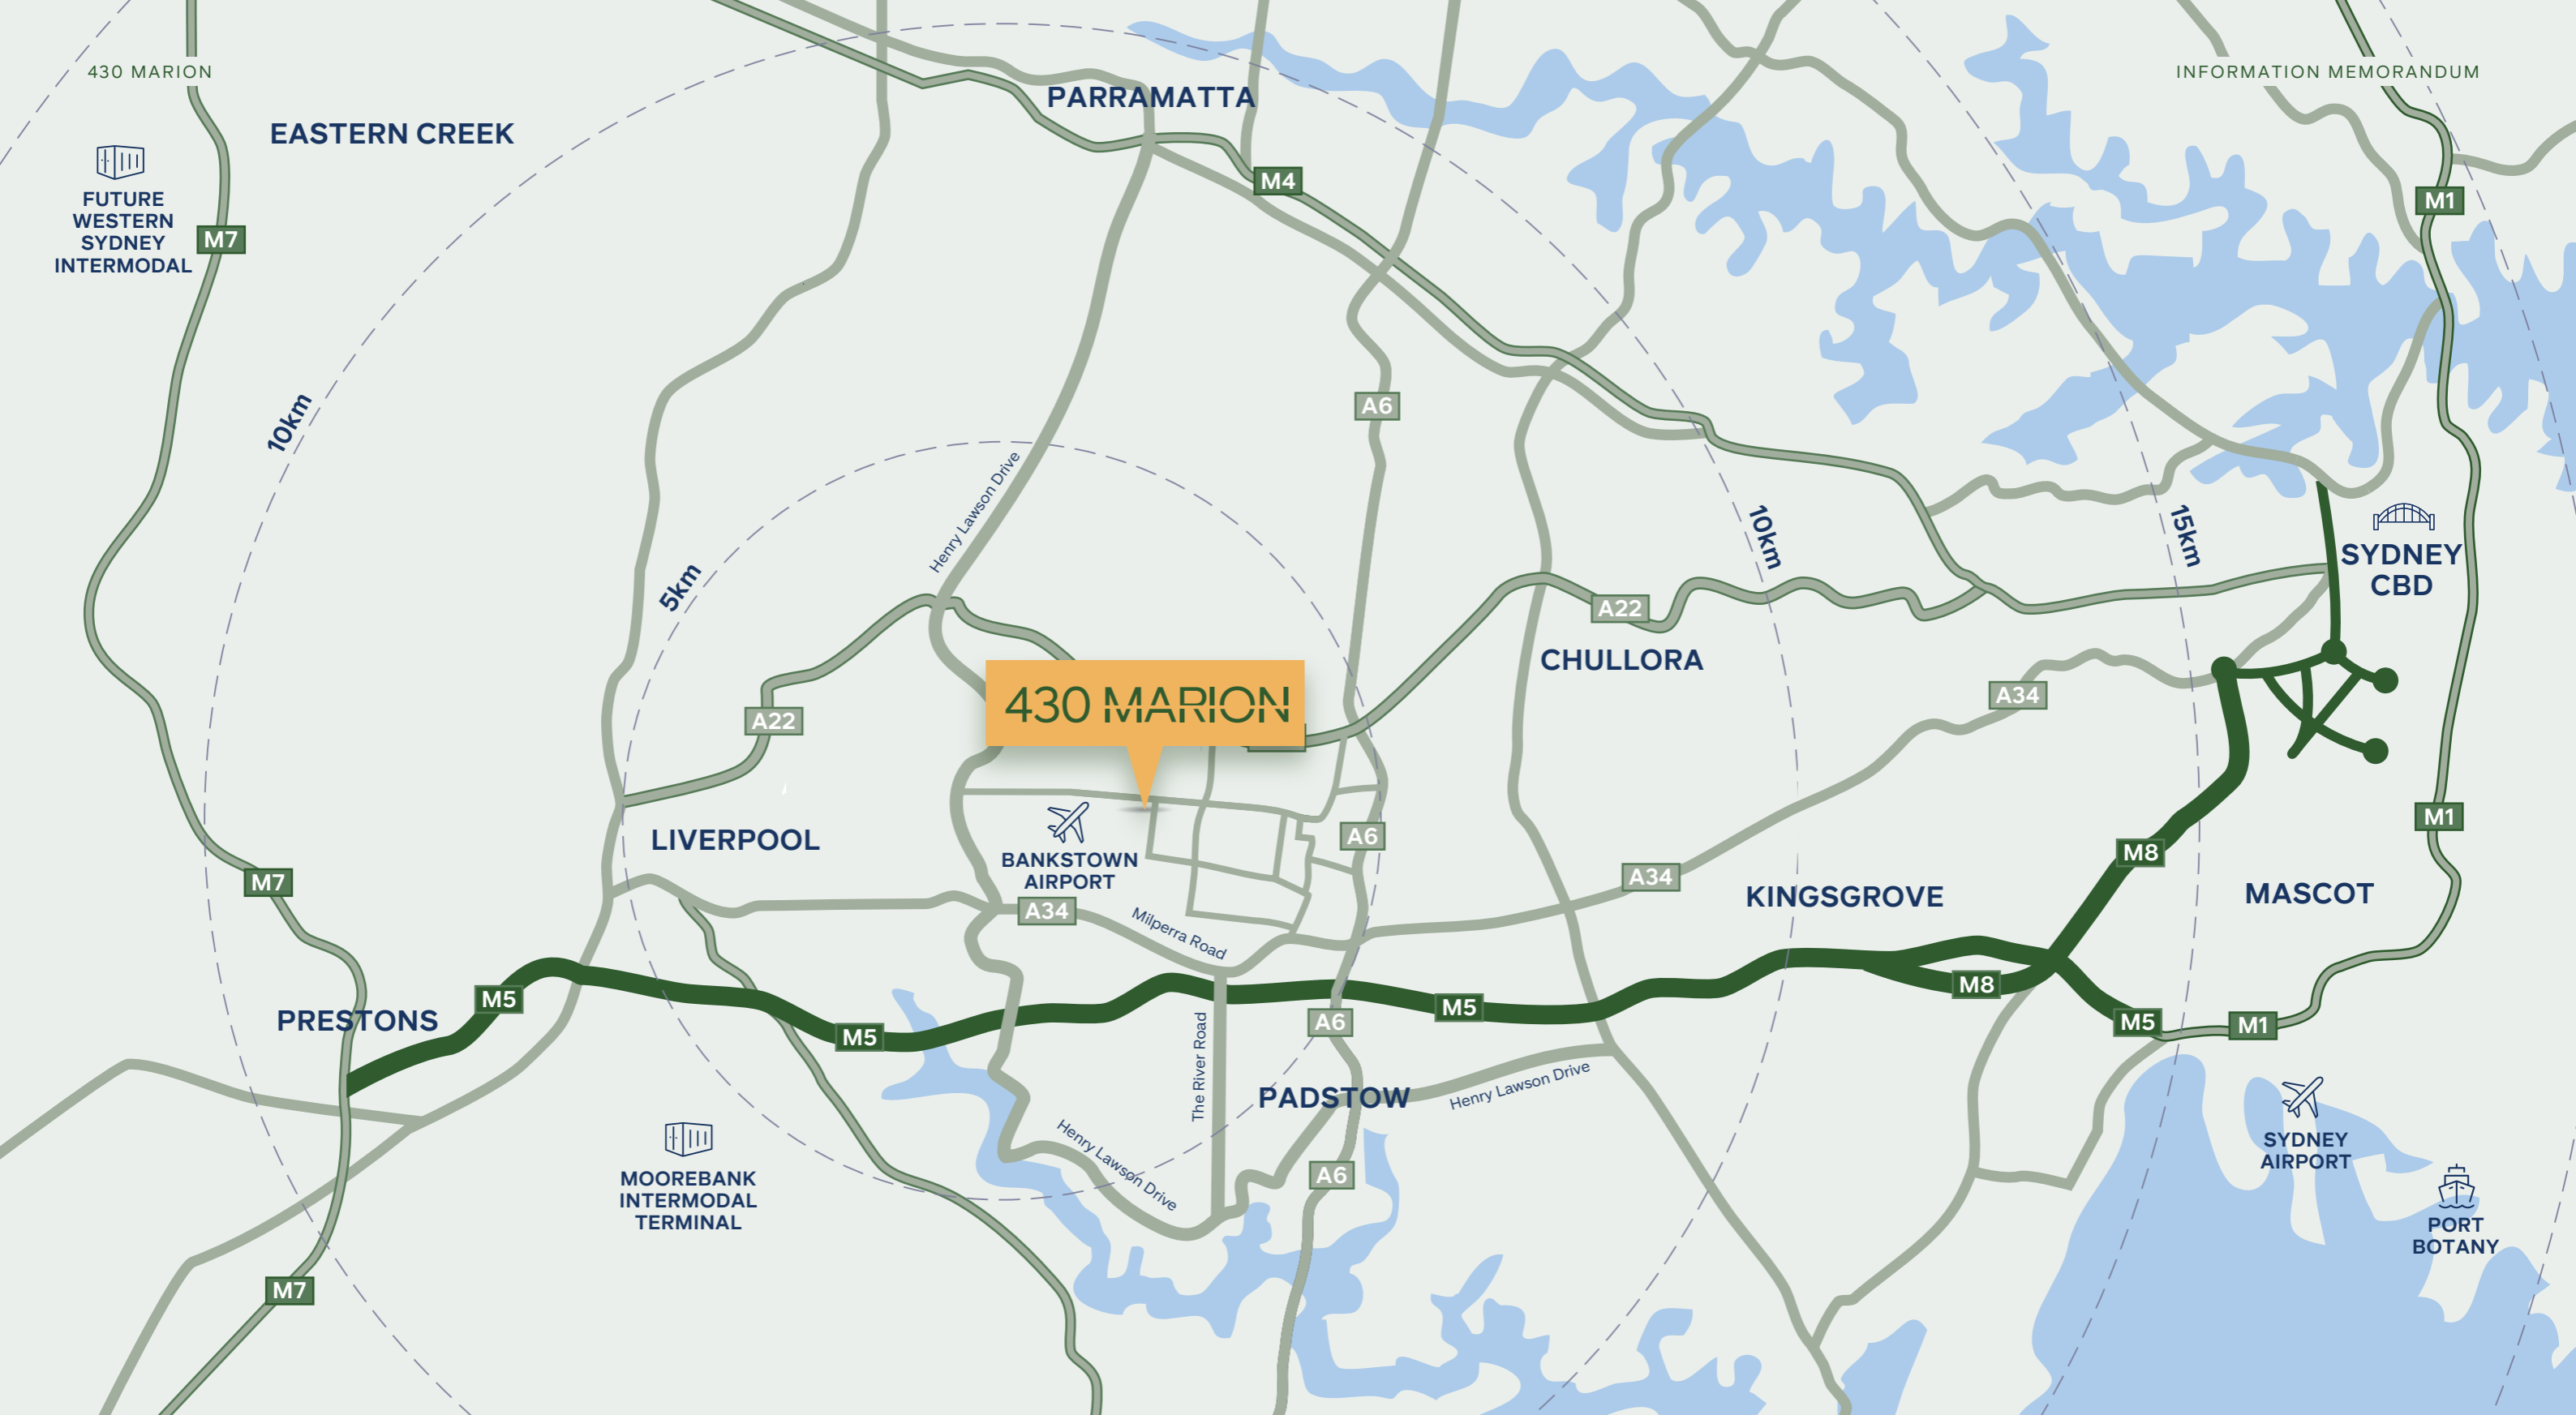 430 MARION
INFORMATION MEMORANDUM
PARRAMATTA
EASTERN CREEK
FUTURE
WESTERN
SYDNEY
INTERMODAL
M7
M4
M1
10km
A6
Henry Lawson Drive
5km
10km
15km
SYDNEY
CBD
A22
CHULLORA
430 MARION
A22
A34
LIVERPOOL
BANKSTOWN
AIRPORT
A6
M1
M8
M7
A34
KINGSGROVE
MASCOT
A34
Milperra Road
PRESTONS
M5
M5
M5
M8
A6
M5
M1
The River Road
PADSTOW
Henry Lawson Drive
MOOREBANK
INTERMODAL
TERMINAL
Henry Lawson Drive
A6
SYDNEY
AIRPORT
PORT
BOTANY
M7